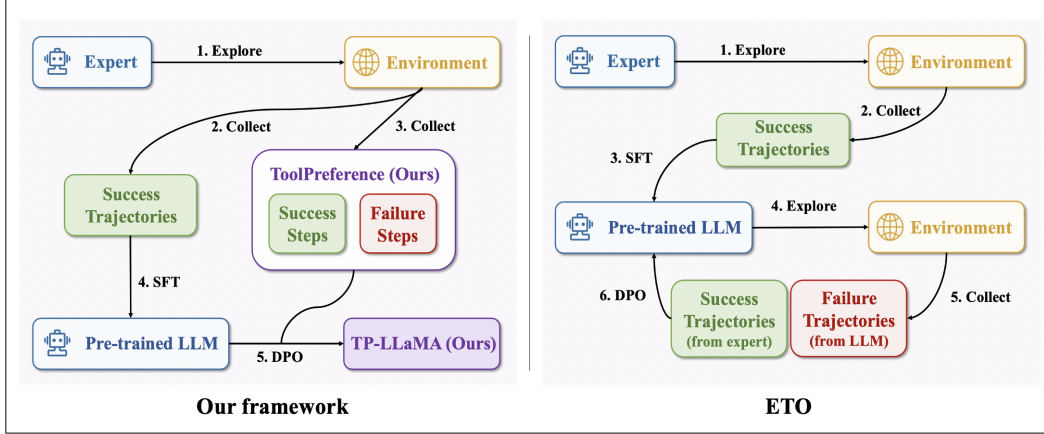 Expert
1. Explore
Environment
2. Collect
3. Collect
Success
Trajectories
ToolPreference (Ours)
Success
Steps
Failure
Steps
4. SFT
Pre-trained LLM
5. DPO
TP-LLaMA (Ours)
Our framework
Expert
1. Explore
Environment
2. Collect
Success
Trajectories
3. SFT
Pre-trained LLM
4. Explore
Environment
5. Collect
6. DPO
Success
Trajectories
(from expert)
Failure
Trajectories
(from LLM)
ETO